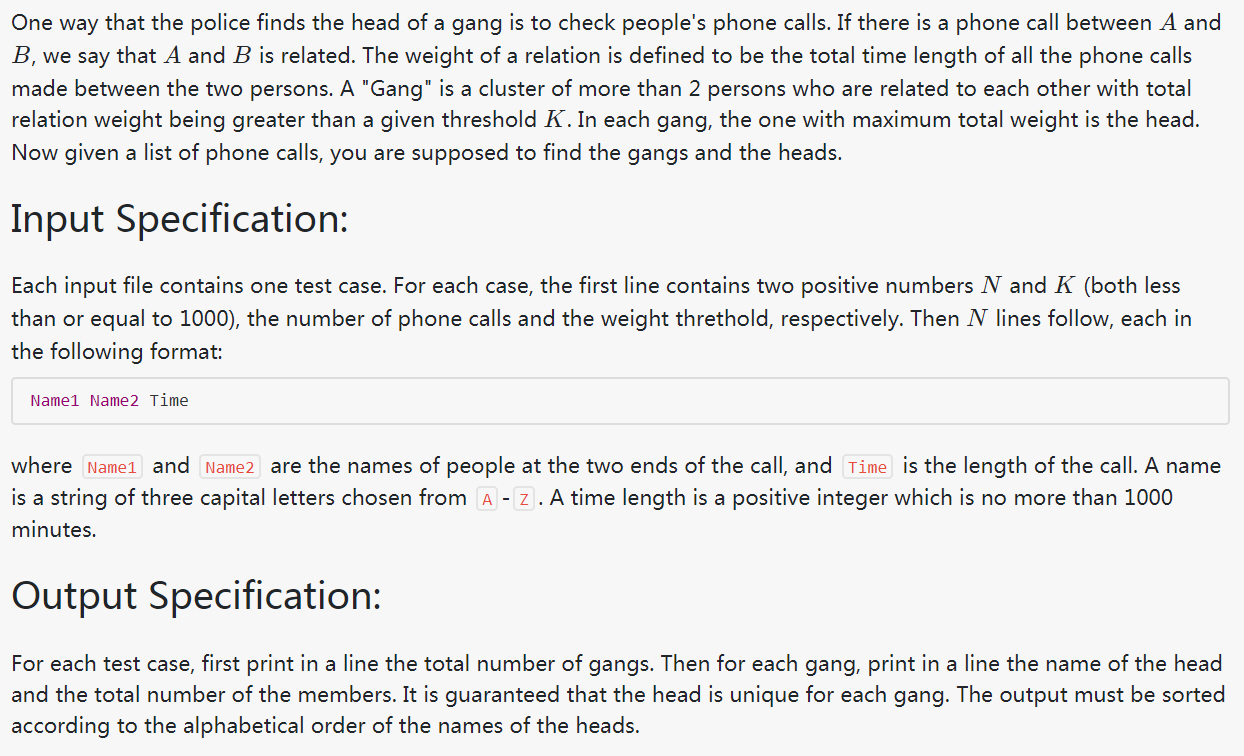 One way that the police finds the head of a gang is to check people's phone calls. If there is a phone call between A and
B, we say that A and B is related. The weight of a relation is defined to be the total time length of all the phone calls
made between the two persons. A "Gang" is a cluster of more than 2 persons who are related to each other with total
relation weight being greater than a given threshold K. In each gang, the one with maximum total weight is the head.
Now given a list of phone calls, you are supposed to find the gangs and the heads.
Input Specification:
Each input file contains one test case. For each case, the first line contains two positive numbers N and K (both less
than or equal to 1000), the number of phone calls and the weight threthold, respectively. Then N lines follow, each in
the following format:
Name1 Name2 Time
where Name1 and Name2 are the names of people at the two ends of the call, and Time is the length of the call. A name
is a string of three capital letters chosen from A - Z. A time length is a positive integer which is no more than 1000
minutes.
Output Specification:
For each test case, first print in a line the total number of gangs. Then for each gang, print in a line the name of the head
and the total number of the members. It is guaranteed that the head is unique for each gang. The output must be sorted
according to the alphabetical order of the names of the heads.